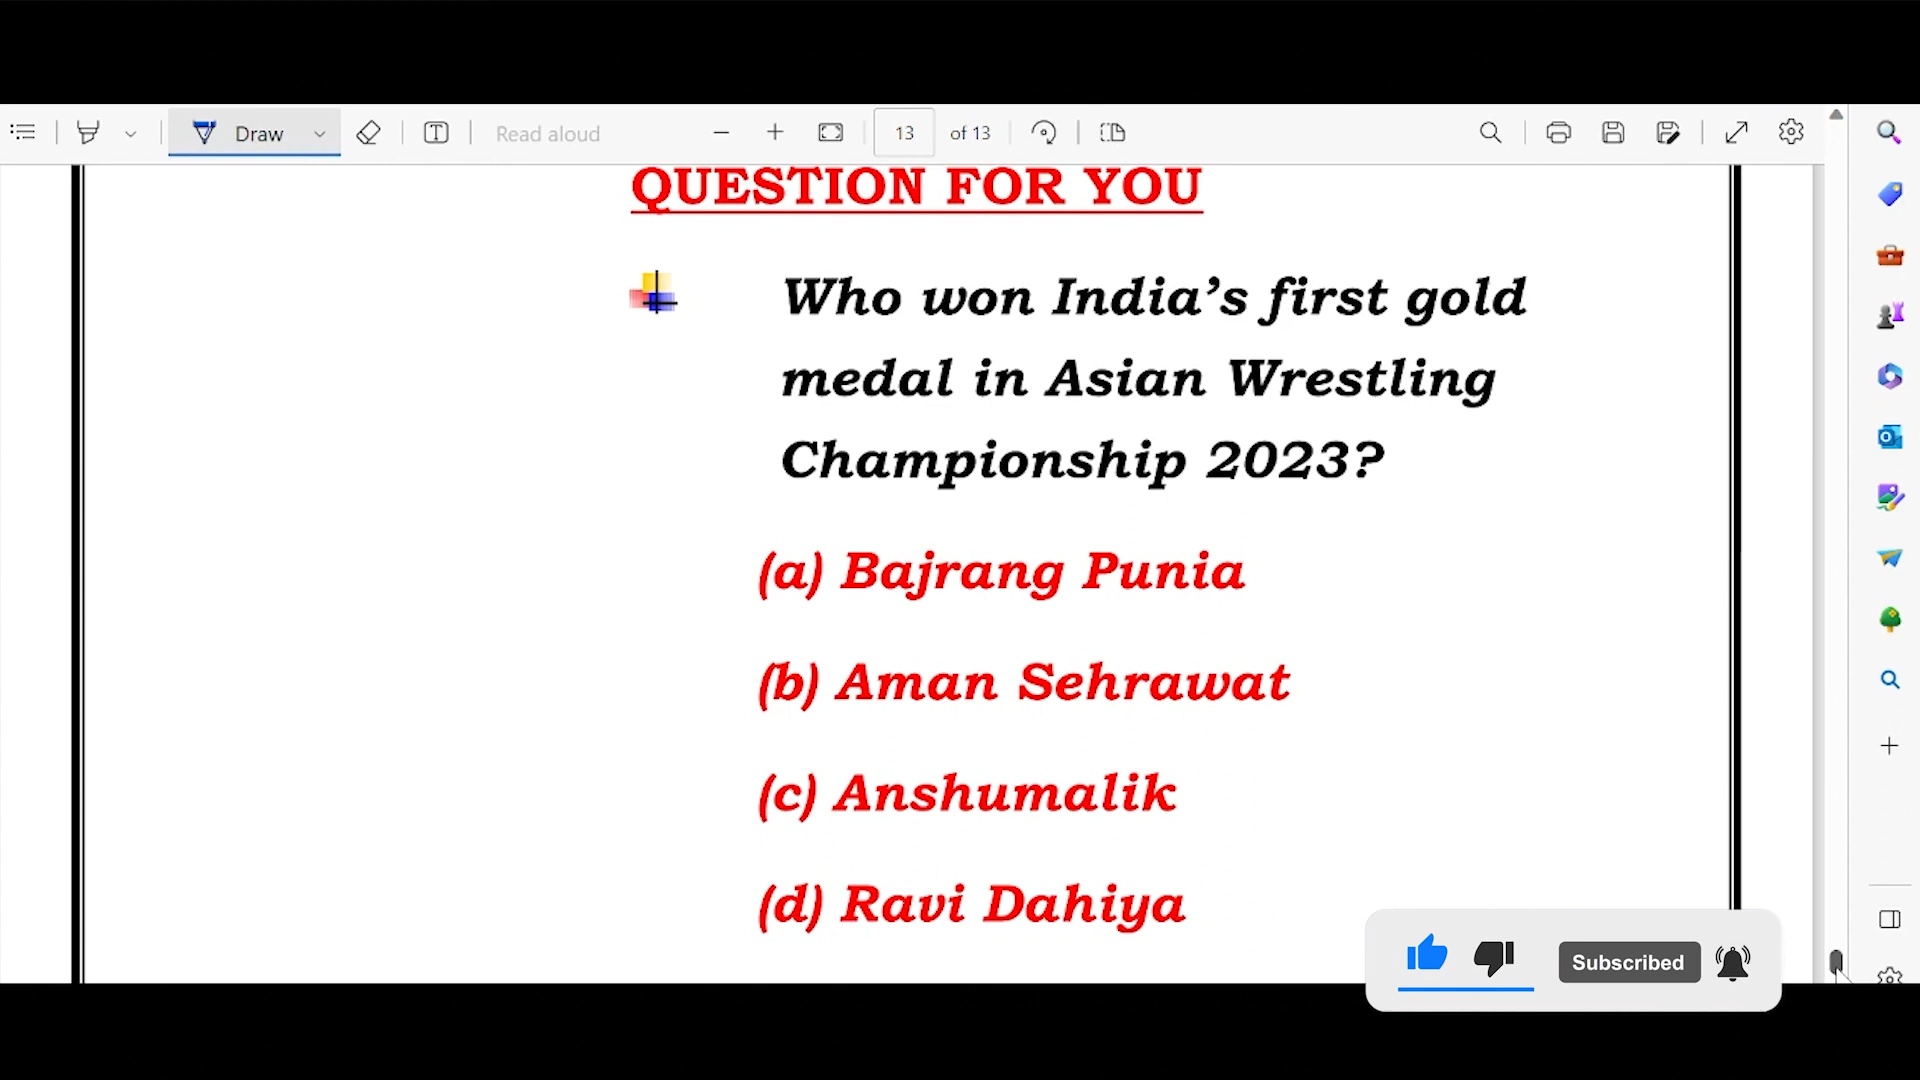 Draw
Read aloud
13 of 13
QUESTION FOR YOU
Who won India’s first gold
medal in Asian Wrestling
Championship 2023?
(a) Bajrang Punia
(b) Aman Sehrawat
(c) Anshumalik
(d) Ravi Dahiya
Subscribed